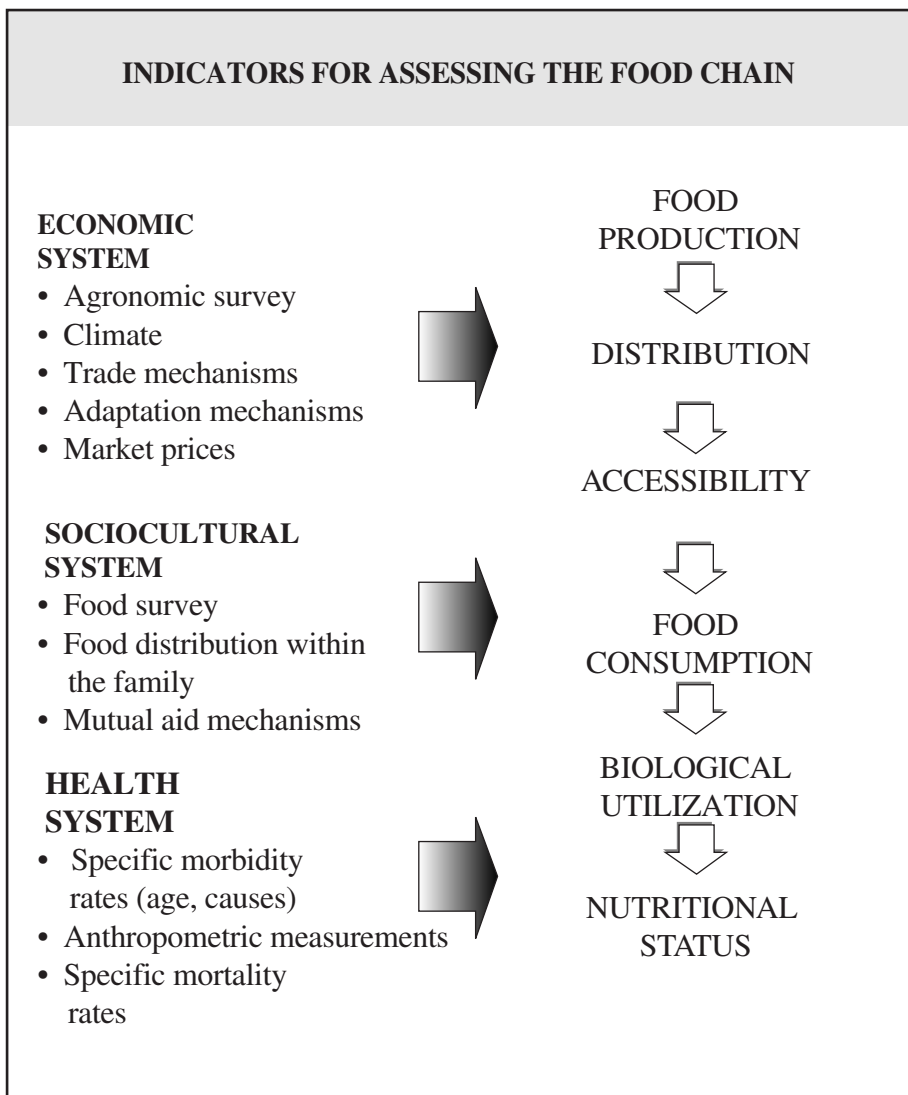 INDICATORS FOR ASSESSING THE FOOD CHAIN
ECONOMIC
SYSTEM
• Agronomic survey
• Climate
• Trade mechanisms
• Adaptation mechanisms
• Market prices
SOCIOCULTURAL
SYSTEM
• Food survey
• Food distribution within
the family
• Mutual aid mechanisms
HEALTH
SYSTEM
• Specific morbidity
rates (age, causes)
• Anthropometric measurements
• Specific mortality
rates
FOOD
PRODUCTION
DISTRIBUTION
ACCESSIBILITY
FOOD
CONSUMPTION
BIOLOGICAL
UTILIZATION
NUTRITIONAL
STATUS